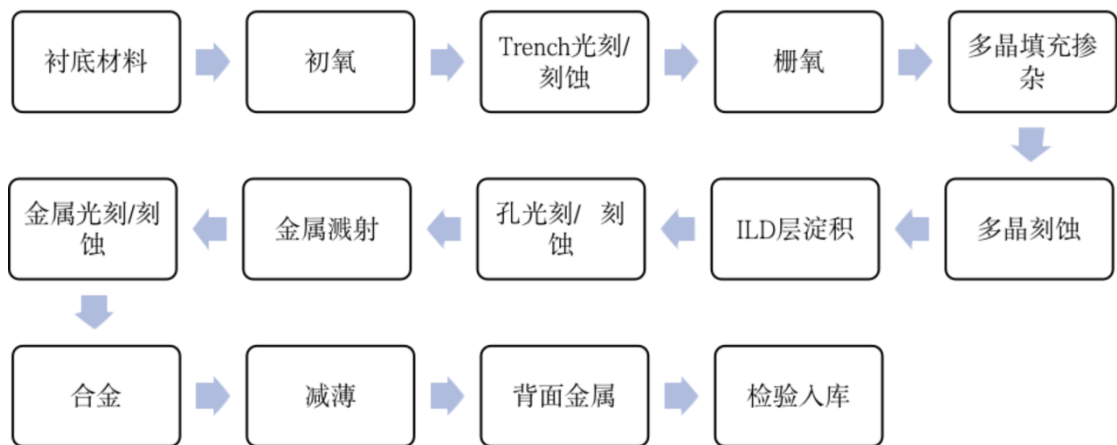 衬底材料
初氧
Trench光刻/
刻蚀
栅氧
多晶填充掺
杂
多晶刻蚀
ILD层淀积
孔光刻/ 刻
蚀
金属溅射
金属光刻/刻
蚀
合金
减薄
背面金属
检验入库